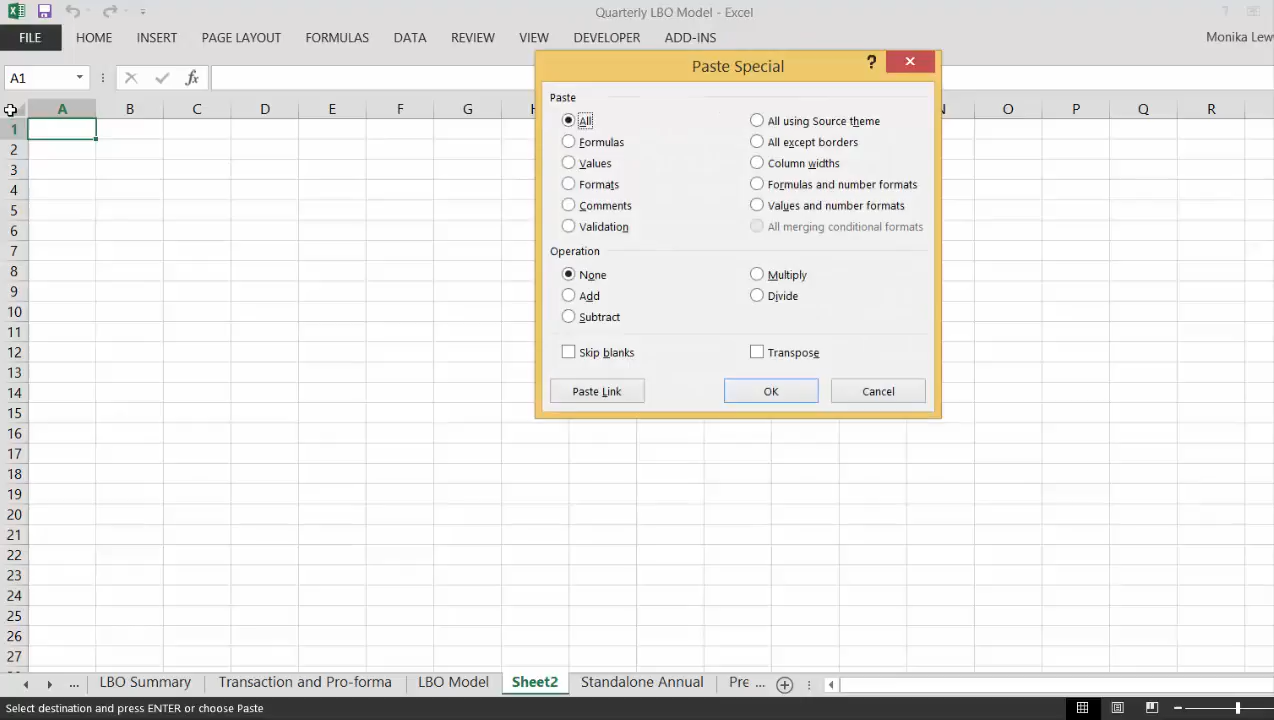 Quarterly LBO Model - Excel
?
FILE HOME INSERT PAGE LAYOUT FORMULAS DATA REVIEW VIEW DEVELOPER ADD-INS
Monika Lew
A1 fx
Paste Special ?
A B C D E F G H N O P Q R
1
2
3
4
5
6
7
8
9
10
11
12
13
14
15
16
17
18
19
20
21
22
23
24
25
26
27
Paste
All All using Source theme
Formulas All except borders
Values Column widths
Formats Formulas and number formats
Comments Values and number formats
Validation All merging conditional formats
Operation
None Multiply
Add Divide
Subtract
Skip blanks Transpose
Paste Link OK Cancel
... LBO Summary Transaction and Pro-forma LBO Model Sheet2 Standalone Annual Pre ...
Select destination and press ENTER or choose Paste